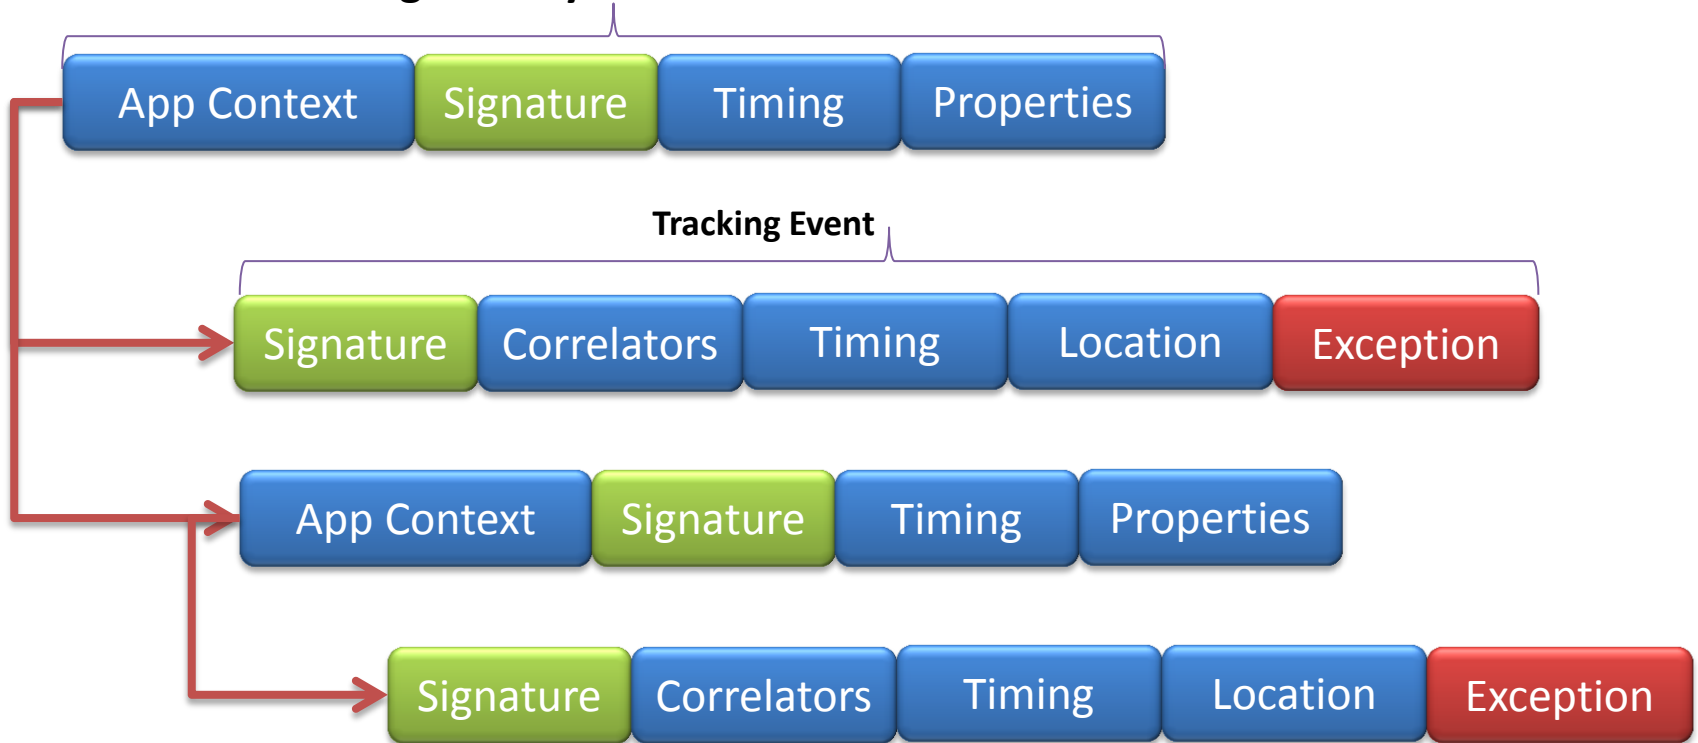 App Context Signature Timing Properties
Tracking Event
Signature Correlators Timing Location Exception
App Context Signature Timing Properties
Signature Correlators Timing Location Exception